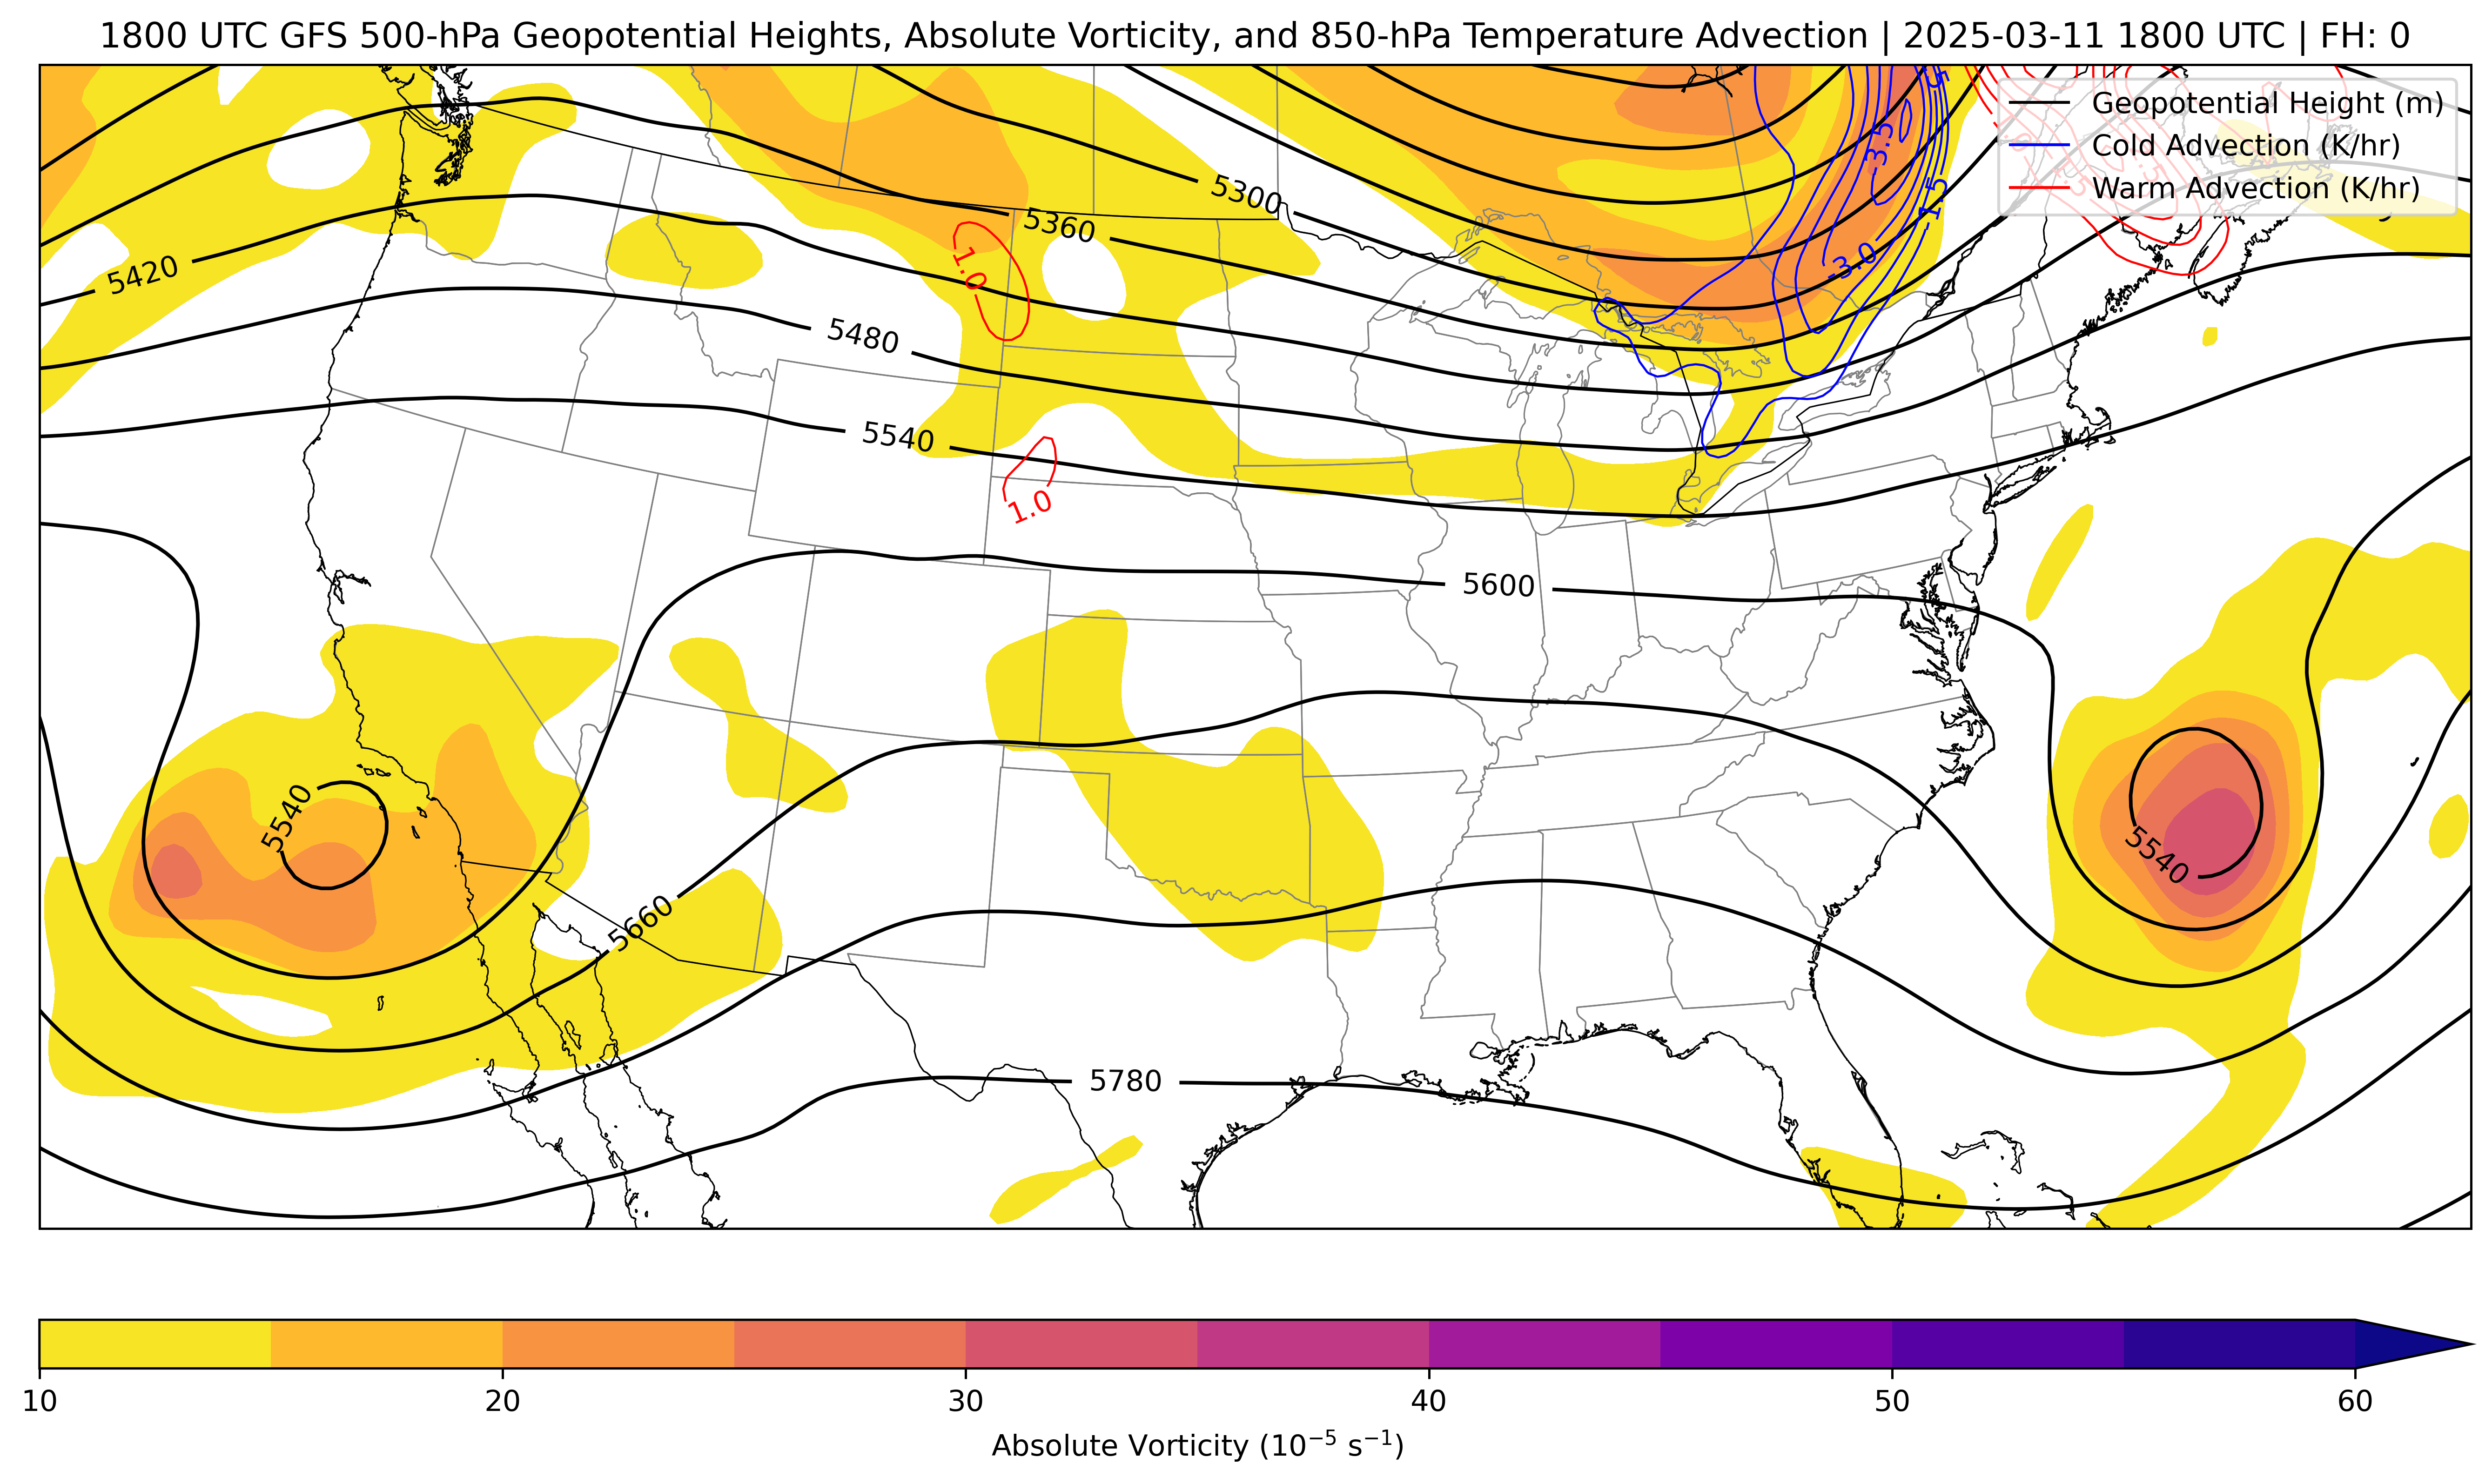 1800 UTC GFS 500-hPa Geopotential Heights, Absolute Vorticity, and 850-hPa Temperature Advection | 2025-03-11 1800 UTC | FH: 0
Geopotential Height (m)
Cold Advection (K/hr)
Warm Advection (K/hr)
-3.5
-1.5
5300
5360
5420
-3.0
1.0
5480
5540
1.0
5600
5540
5540
5660
5780
10 20 30 40 50 60
Absolute Vorticity (10⁻⁵ s⁻¹)